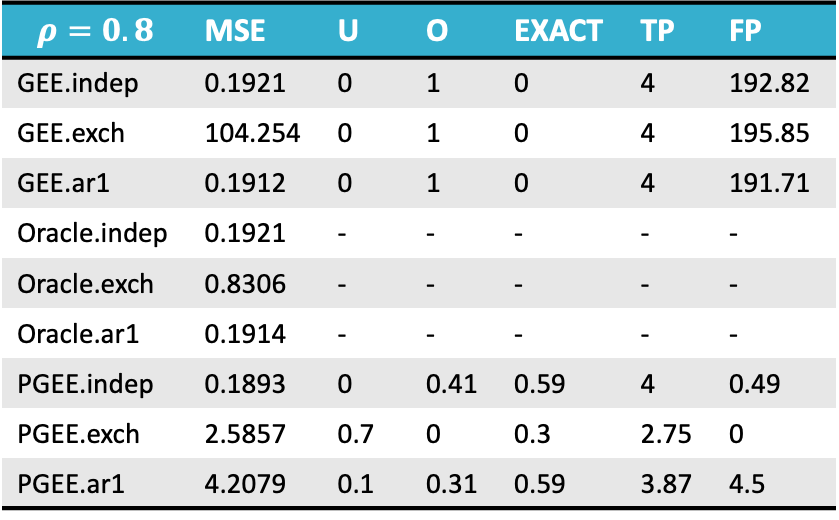 ρ = 0.8 MSE U O EXACT TP FP
GEE.indep 0.1921 0 1 0 4 192.82
GEE.exch 104.254 0 1 0 4 195.85
GEE.ar1 0.1912 0 1 0 4 191.71
Oracle.indep 0.1921 - - - - -
Oracle.exch 0.8306 - - - - -
Oracle.ar1 0.1914 - - - - -
PGEE.indep 0.1893 0 0.41 0.59 4 0.49
PGEE.exch 2.5857 0.7 0 0.3 2.75 0
PGEE.ar1 4.2079 0.1 0.31 0.59 3.87 4.5